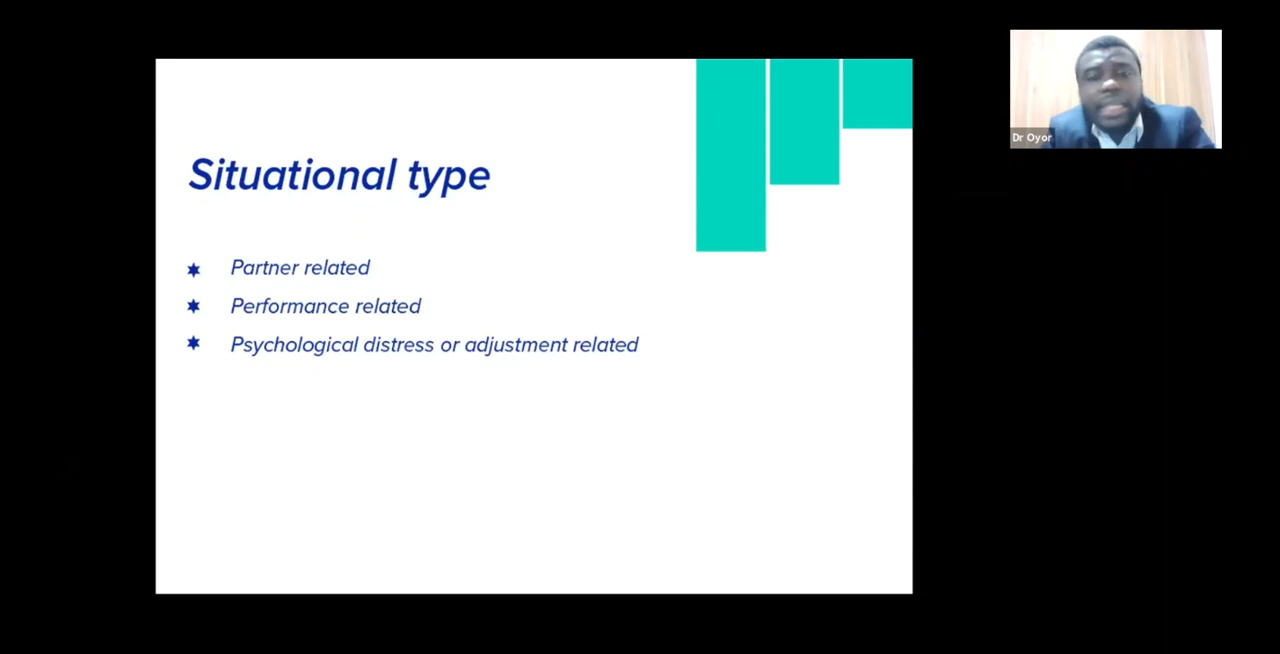 Situational type
Partner related
Performance related
Psychological distress or adjustment related
Dr Oyor